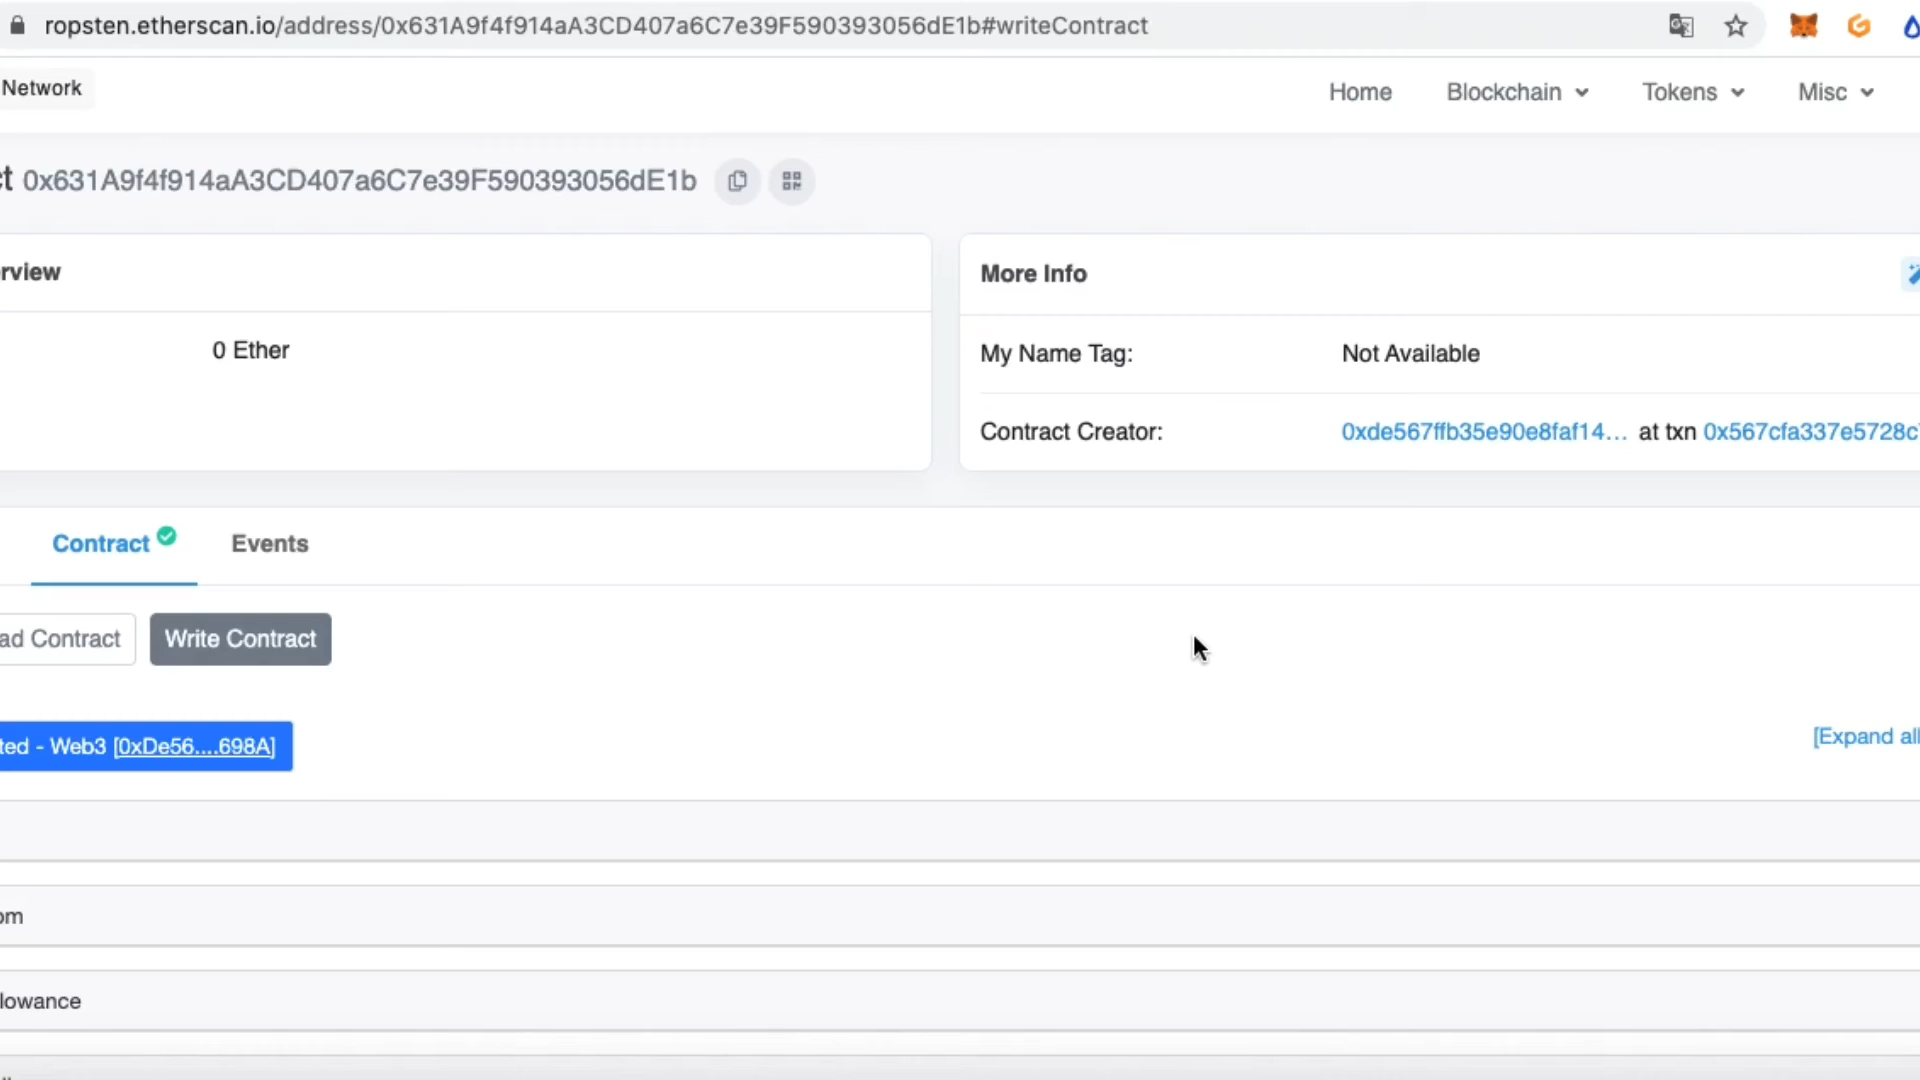 ropsten.etherscan.io/address/0x631A9f4f914aA3CD407a6C7e39F590393056dE1b#writeContract
Network
Home Blockchain Tokens Misc
ct 0x631A9f4f914aA3CD407a6C7e39F590393056dE1b
rview
More Info
0 Ether
My Name Tag: Not Available
Contract Creator: 0xde567ffb35e90e8faf14... at txn 0x567cfa337e5728c
Contract Events
ad Contract Write Contract
ted - Web3 [0xDe56....698A]
[Expand all
om
lowance